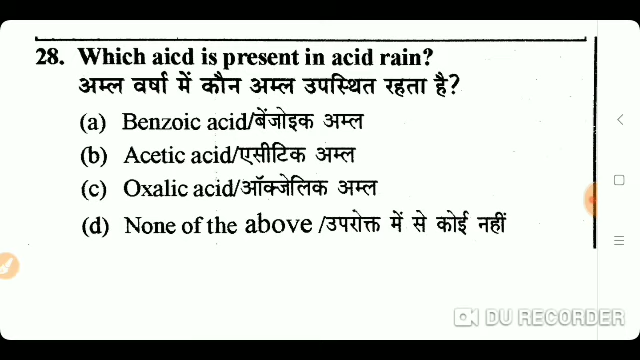 28. Which aicd is present in acid rain?
अम्ल वर्षा में कौन अम्ल उपस्थित रहता है?
(a) Benzoic acid/बेंजोइक अम्ल
(b) Acetic acid/एसीटिक अम्ल
(c) Oxalic acid/ऑक्जेलिक अम्ल
(d) None of the above /उपरोक्त में से कोई नहीं
DU RECORDER